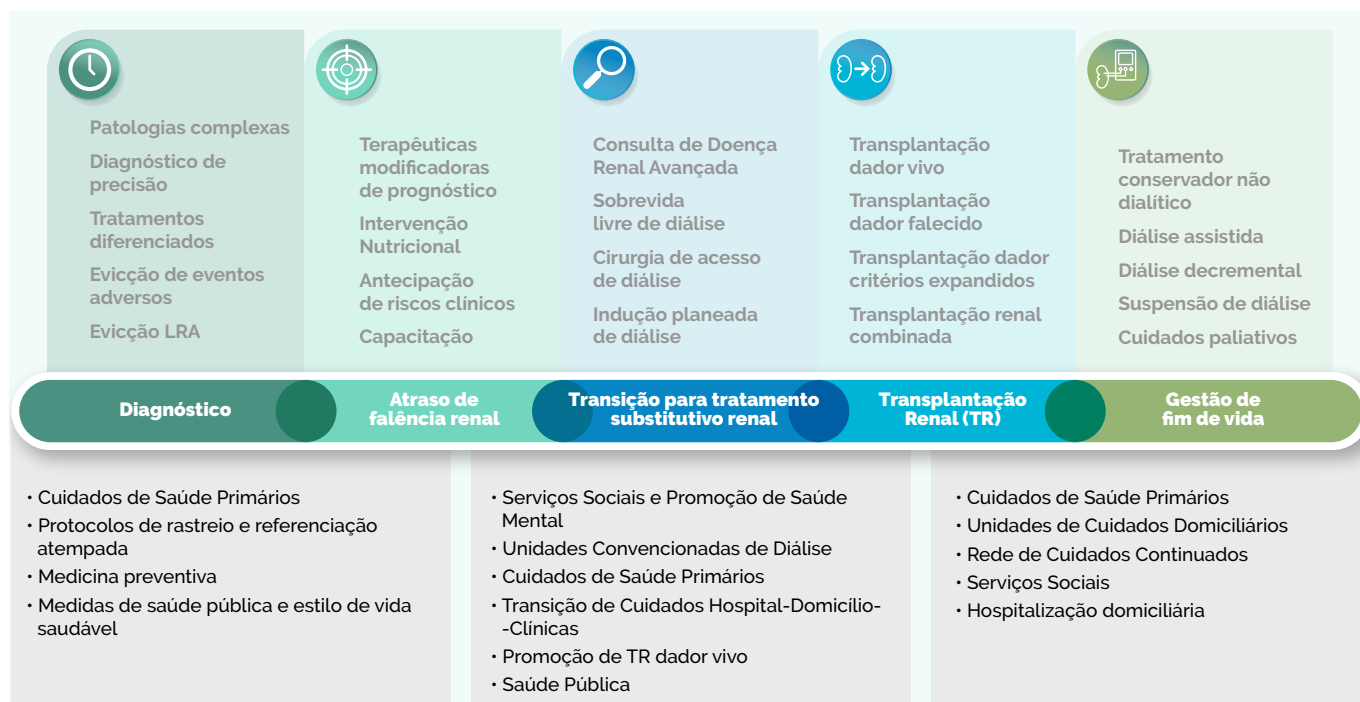 Patologias complexas
Diagnóstico de
precisão
Tratamentos
diferenciados
Evicção de eventos
adversos
Evicção LRA
Terapêuticas
modificadoras
de prognóstico
Intervenção
Nutricional
Antecipação
de riscos clínicos
Capacitação
Consulta de Doença
Renal Avançada
Sobrevida
livre de diálise
Cirurgia de acesso
de diálise
Indução planeada
de diálise
Transplantação
dador vivo
Transplantação
dador falecido
Transplantação dador
critérios expandidos
Transplantação renal
combinada
Tratamento
conservador não
dialítico
Diálise assistida
Diálise decremental
Suspensão de diálise
Cuidados paliativos
Diagnóstico
Atraso de
falência renal
Transição para tratamento
substitutivo renal
Transplantação
Renal (TR)
Gestão de
fim de vida
• Cuidados de Saúde Primários
• Protocolos de rastreio e referenciação
atempada
• Medicina preventiva
• Medidas de saúde pública e estilo de vida
saudável
• Serviços Sociais e Promoção de Saúde
Mental
• Unidades Convencionadas de Diálise
• Cuidados de Saúde Primários
• Transição de Cuidados Hospital-Domicílio-
-Clínicas
• Promoção de TR dador vivo
• Saúde Pública
• Cuidados de Saúde Primários
• Unidades de Cuidados Domiciliários
• Rede de Cuidados Continuados
• Serviços Sociais
• Hospitalização domiciliária